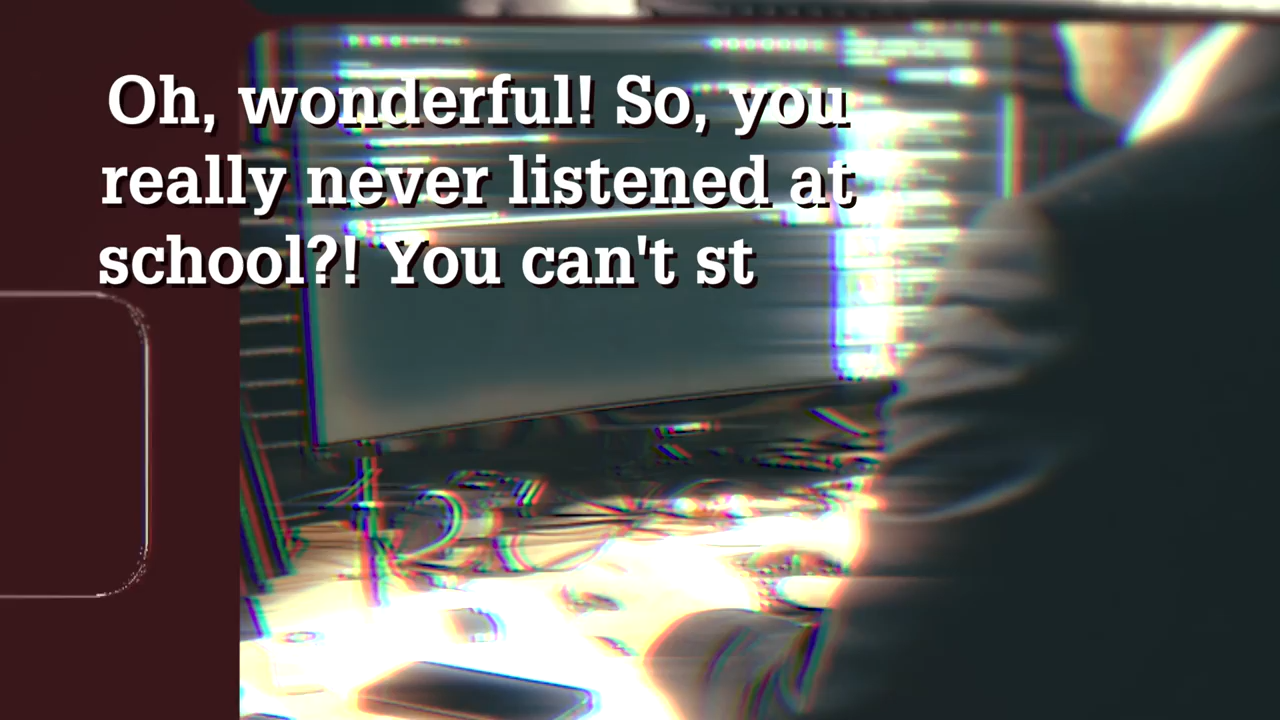 Oh, wonderful! So, you
really never listened at
school?! You can't st